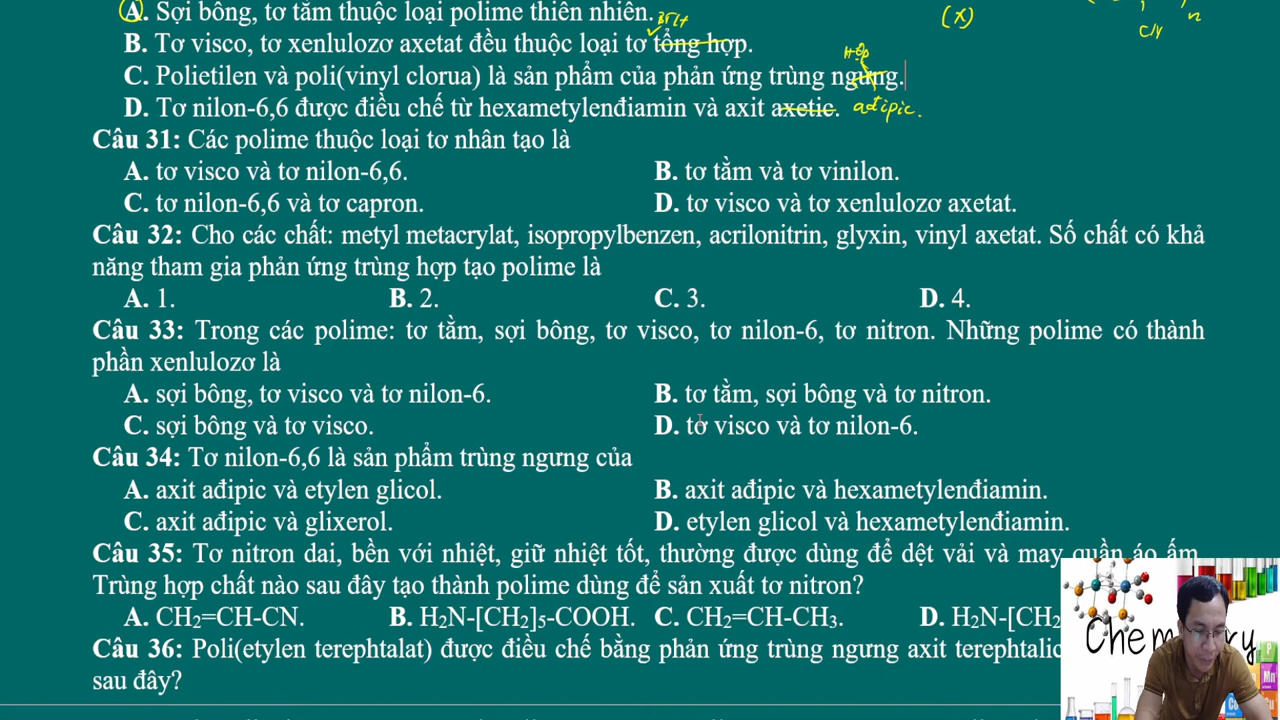 A. Sợi bông, tơ tằm thuộc loại polime thiên nhiên.
(X)
B. Tơ visco, tơ xenlulozơ axetat đều thuộc loại tơ tổng hợp.
C. Polietilen và poli(vinyl clorua) là sản phẩm của phản ứng trùng ngưng.
D. Tơ nilon-6,6 được điều chế từ hexametylenđiamin và axit axetic. ađipic.
Câu 31: Các polime thuộc loại tơ nhân tạo là
A. tơ visco và tơ nilon-6,6. B. tơ tằm và tơ vinilon.
C. tơ nilon-6,6 và tơ capron. D. tơ visco và tơ xenlulozơ axetat.
Câu 32: Cho các chất: metyl metacrylat, isopropylbenzen, acrilonitrin, glyxin, vinyl axetat. Số chất có khả
năng tham gia phản ứng trùng hợp tạo polime là
A. 1. B. 2. C. 3. D. 4.
Câu 33: Trong các polime: tơ tằm, sợi bông, tơ visco, tơ nilon-6, tơ nitron. Những polime có thành
phần xenlulozơ là
A. sợi bông, tơ visco và tơ nilon-6. B. tơ tằm, sợi bông và tơ nitron.
C. sợi bông và tơ visco. D. tơ visco và tơ nilon-6.
Câu 34: Tơ nilon-6,6 là sản phẩm trùng ngưng của
A. axit ađipic và etylen glicol. B. axit ađipic và hexametylenđiamin.
C. axit ađipic và glixerol. D. etylen glicol và hexametylenđiamin.
Câu 35: Tơ nitron dai, bền với nhiệt, giữ nhiệt tốt, thường được dùng để dệt vải và may quần áo ấm.
Trùng hợp chất nào sau đây tạo thành polime dùng để sản xuất tơ nitron?
A. CH₂=CH-CN. B. H₂N-[CH₂]₅-COOH. C. CH₂=CH-CH₃. D. H₂N-[CH₂
Câu 36: Poli(etylen terephtalat) được điều chế bằng phản ứng trùng ngưng axit terephtalic
sau đây?